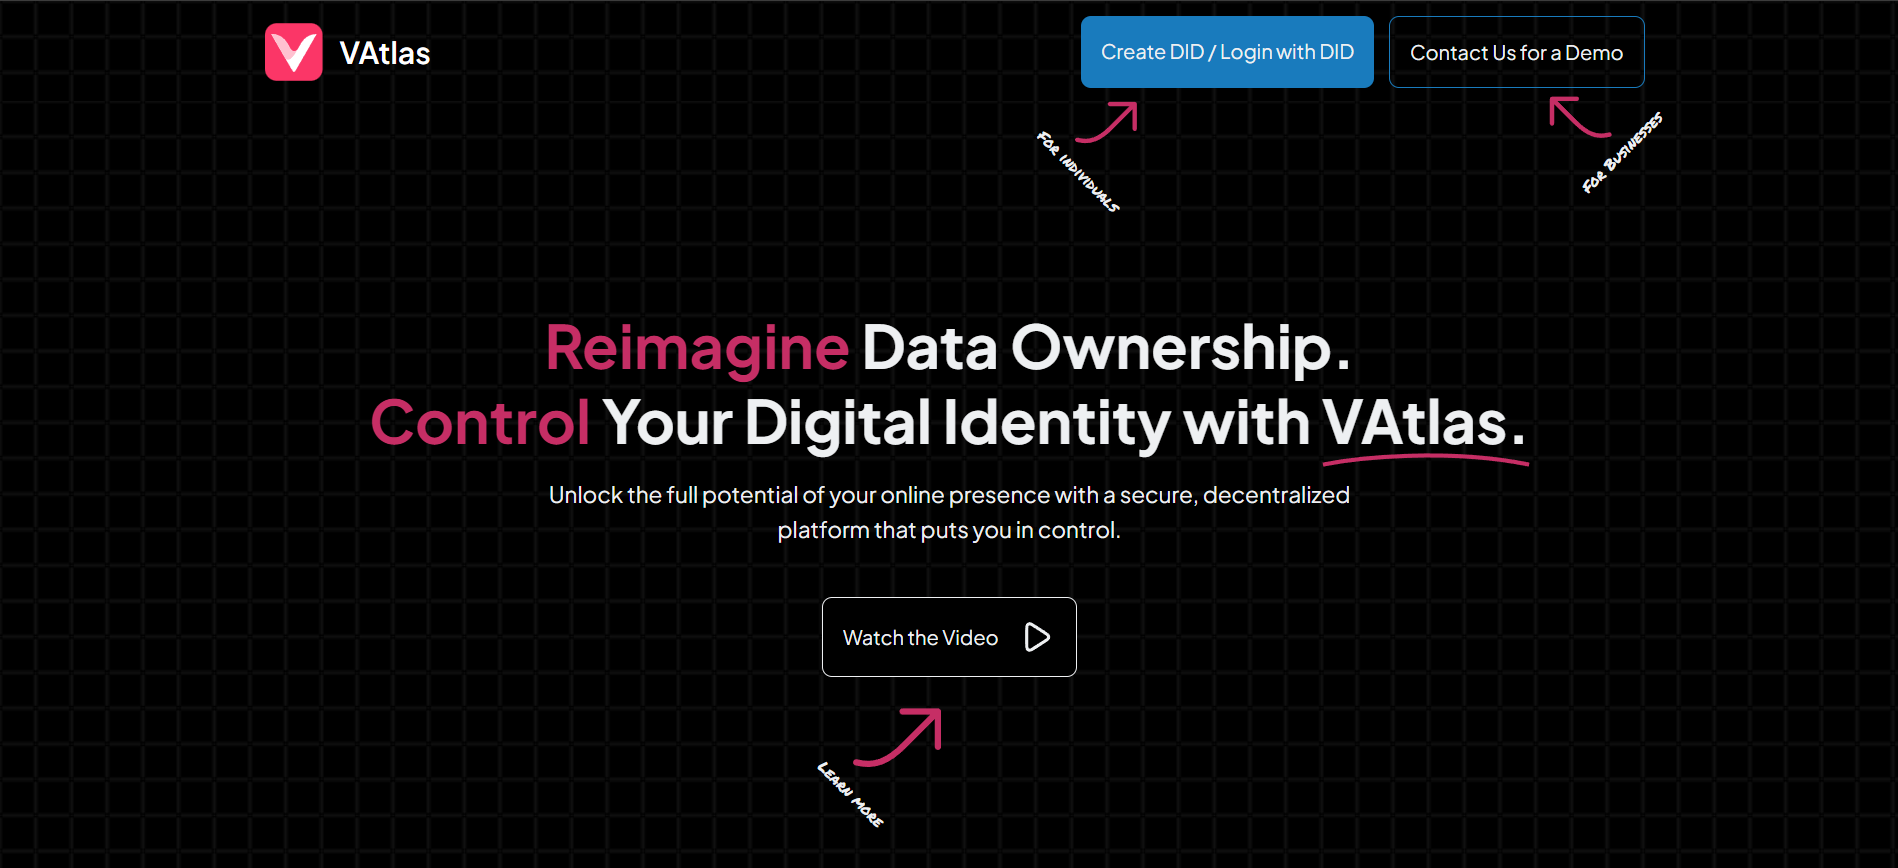 VAtlas
Create DID / Login with DID
Contact Us for a Demo
For individuals
For Businesses
Reimagine Data Ownership.
Control Your Digital Identity with VAtlas.
Unlock the full potential of your online presence with a secure, decentralized
platform that puts you in control.
Watch the Video
Learn more